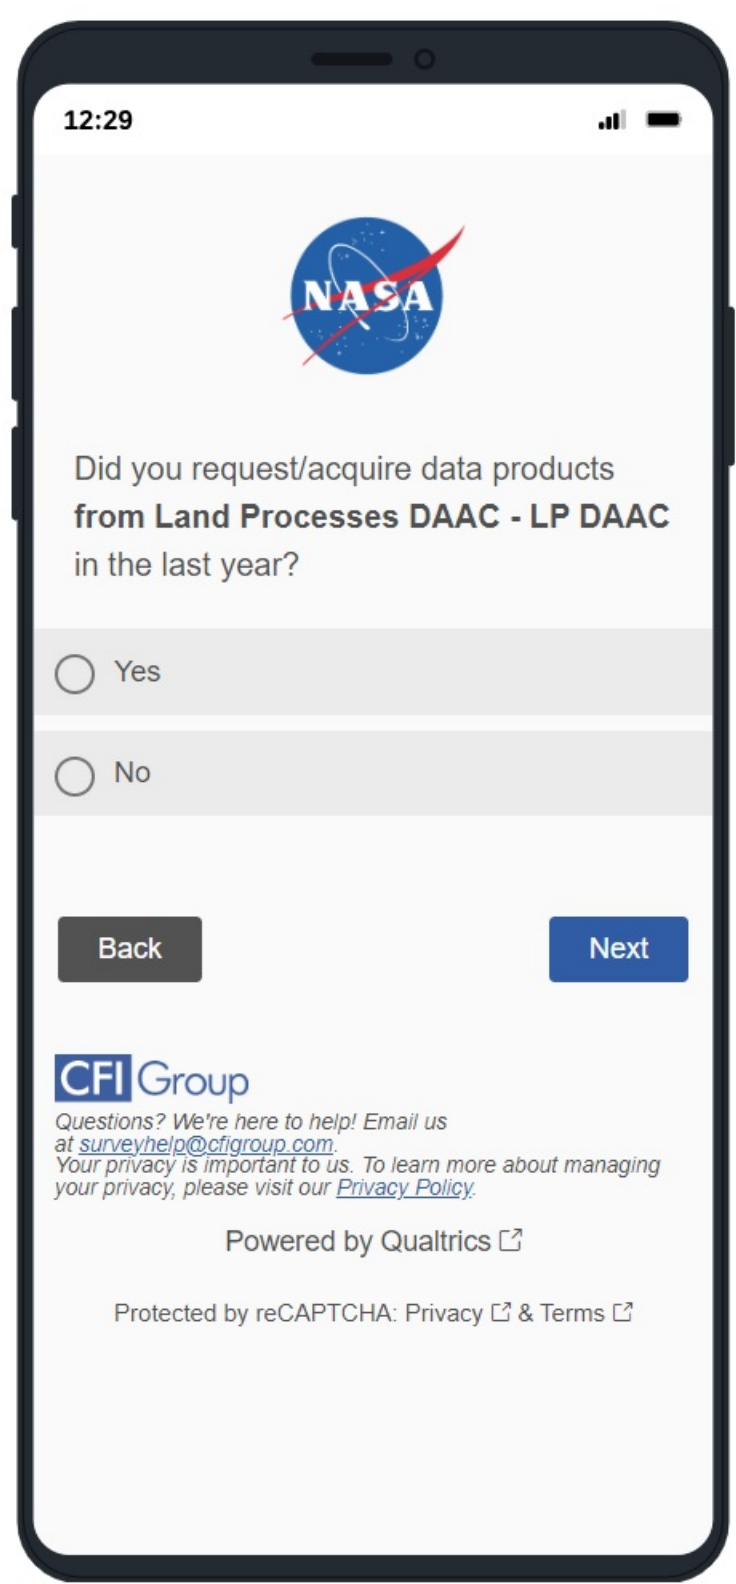 12:29
NASA
Did you request/acquire data products
from Land Processes DAAC - LP DAAC
in the last year?
Yes
No
Back
Next
CFI Group
Questions? We're here to help! Email us
at surveyhelp@cfigroup.com.
Your privacy is important to us. To learn more about managing
your privacy, please visit our Privacy Policy.
Powered by Qualtrics
Protected by reCAPTCHA: Privacy & Terms